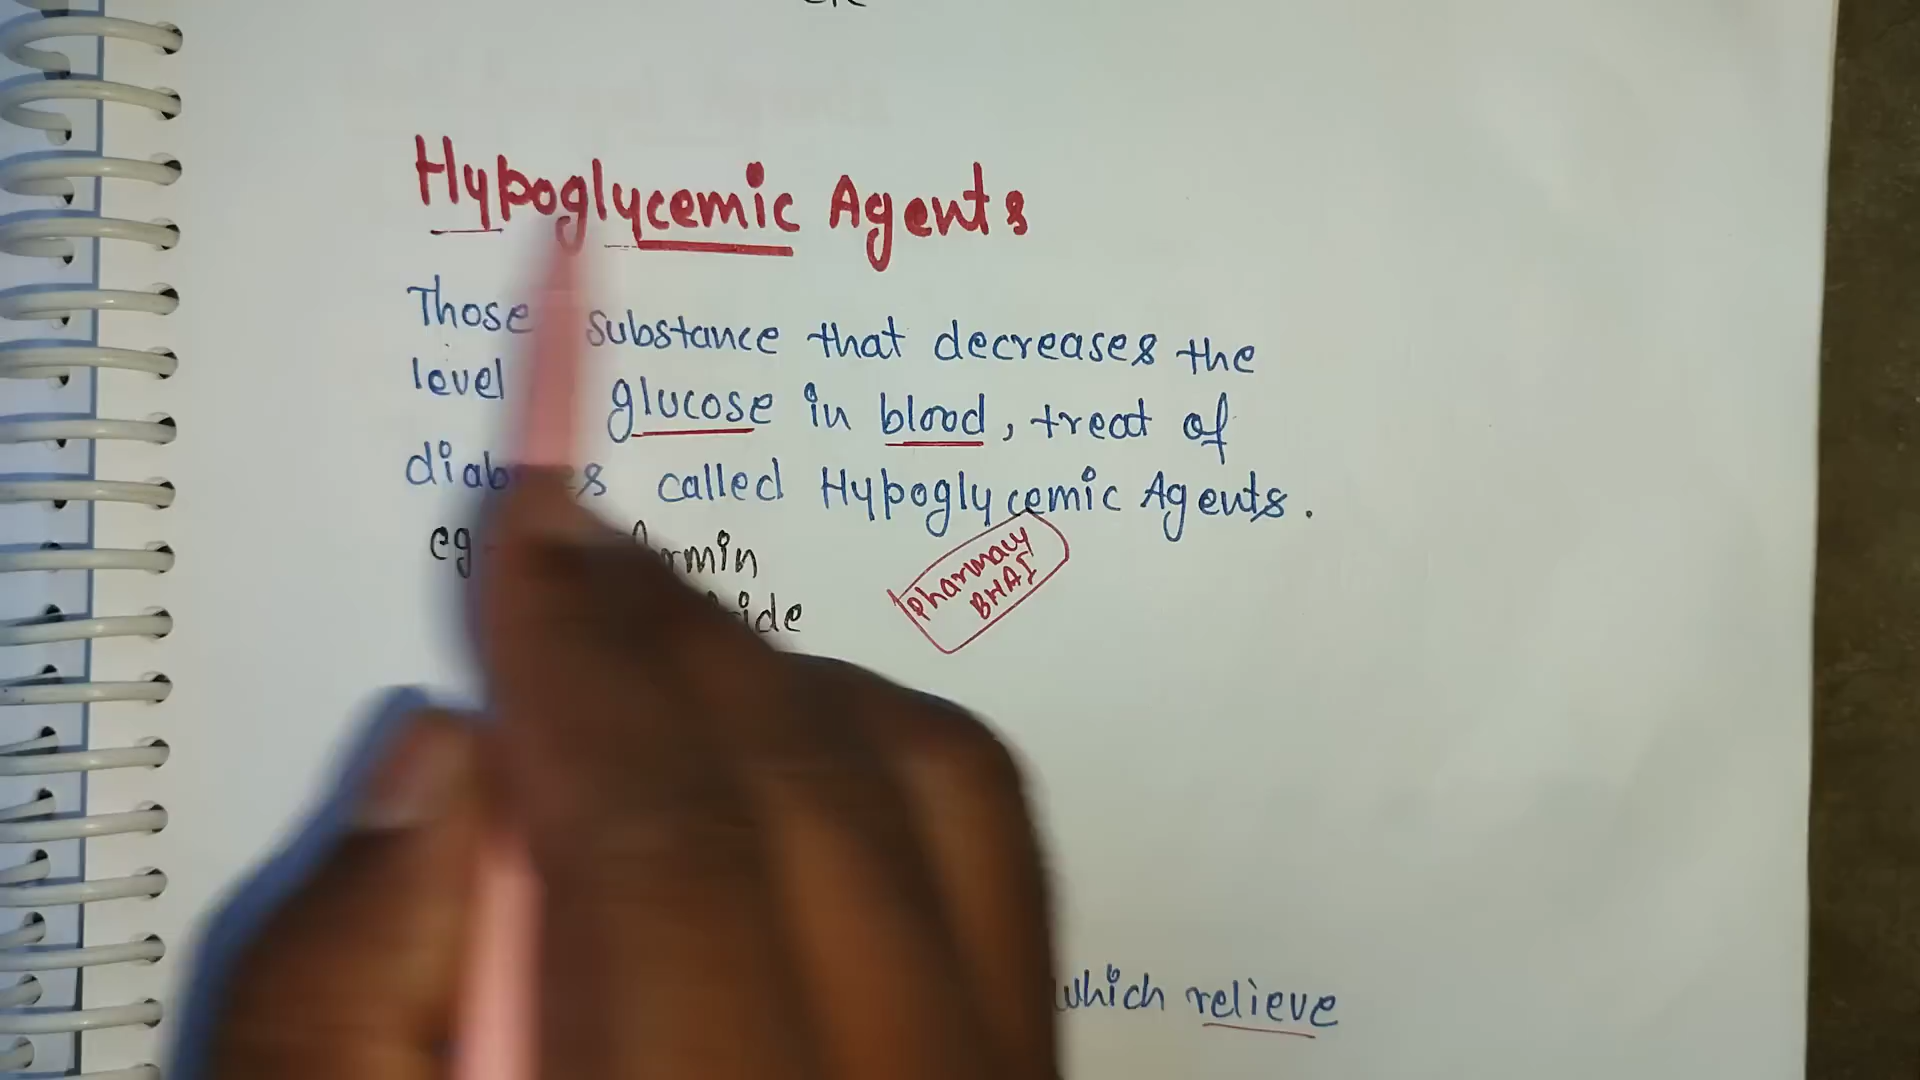 Hypoglycemic Agents
Those substance that decreases the
level glucose in blood, treat of
called Hypoglycemic Agents.
eg-
Pharmacy
BHAI
which relieve